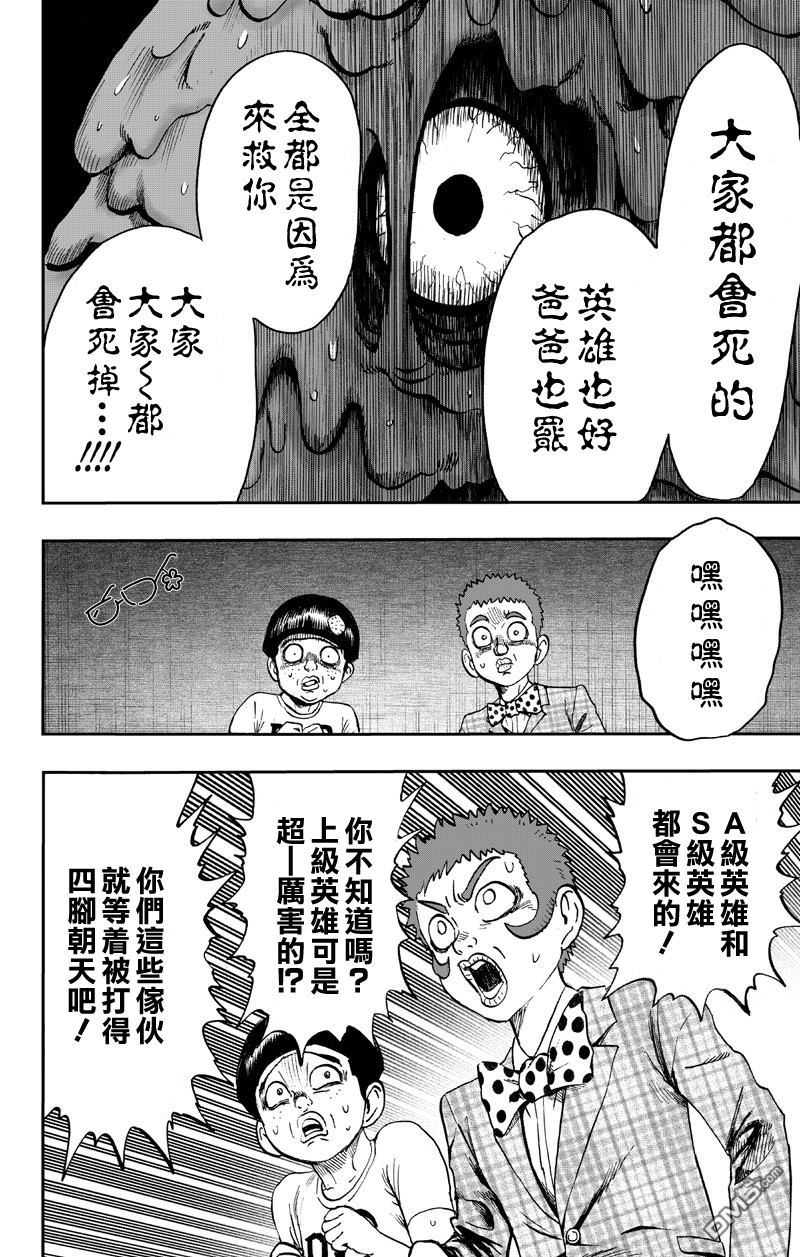 大家都會死的
英雄也好
爸爸也罷
全都是因爲
來救你
大家
大家～都
會死掉…!!!!
嘿嘿嘿嘿
A級英雄和
S級英雄
都會來的！
你不知道嗎？
上級英雄可是
超—厲害的!?
你們這些傢伙
就等着被打得
四腳朝天吧！
DM5.com